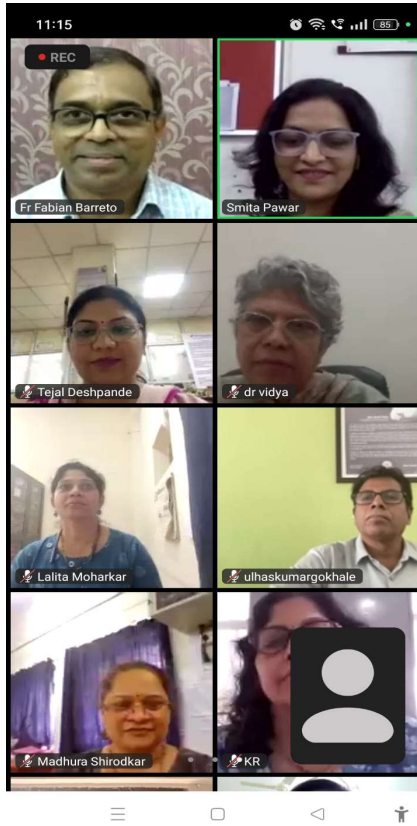 11:15
85
REC
Fr Fabian Barreto
Smita Pawar
Tejal Deshpande
dr vidya
Lalita Moharkar
ulhaskumargokhale
Madhura Shirodkar
KR